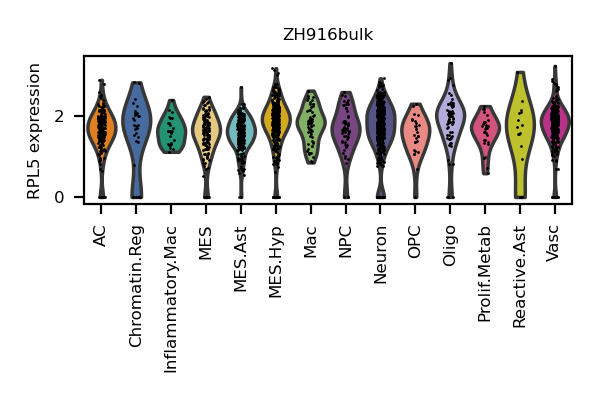 ZH916bulk
RPL5 expression
2
0
AC
Chromatin.Reg
Inflammatory.Mac
MES
MES.Ast
MES.Hyp
Mac
NPC
Neuron
OPC
Oligo
Prolif.Metab
Reactive.Ast
Vasc